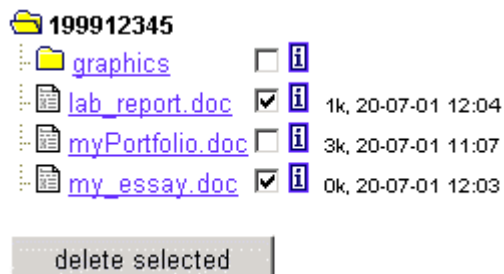 199912345
graphics i
lab_report.doc i 1k, 20-07-01 12:04
myPortfolio.doc i 3k, 20-07-01 11:07
my_essay.doc i 0k, 20-07-01 12:03
delete selected